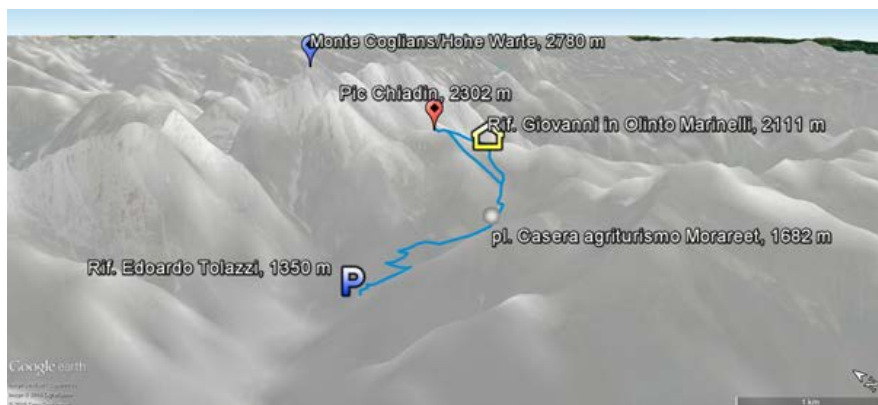 Monte Coglians/Hohe Warte, 2780 m
Pic Chiadin, 2302 m
Rif. Giovanni in Olinto Marinelli, 2111 m
pl. Casera agriturismo Morareet, 1682 m
Rif. Edoardo Tolazzi, 1350 m
P
Google earth
1 km